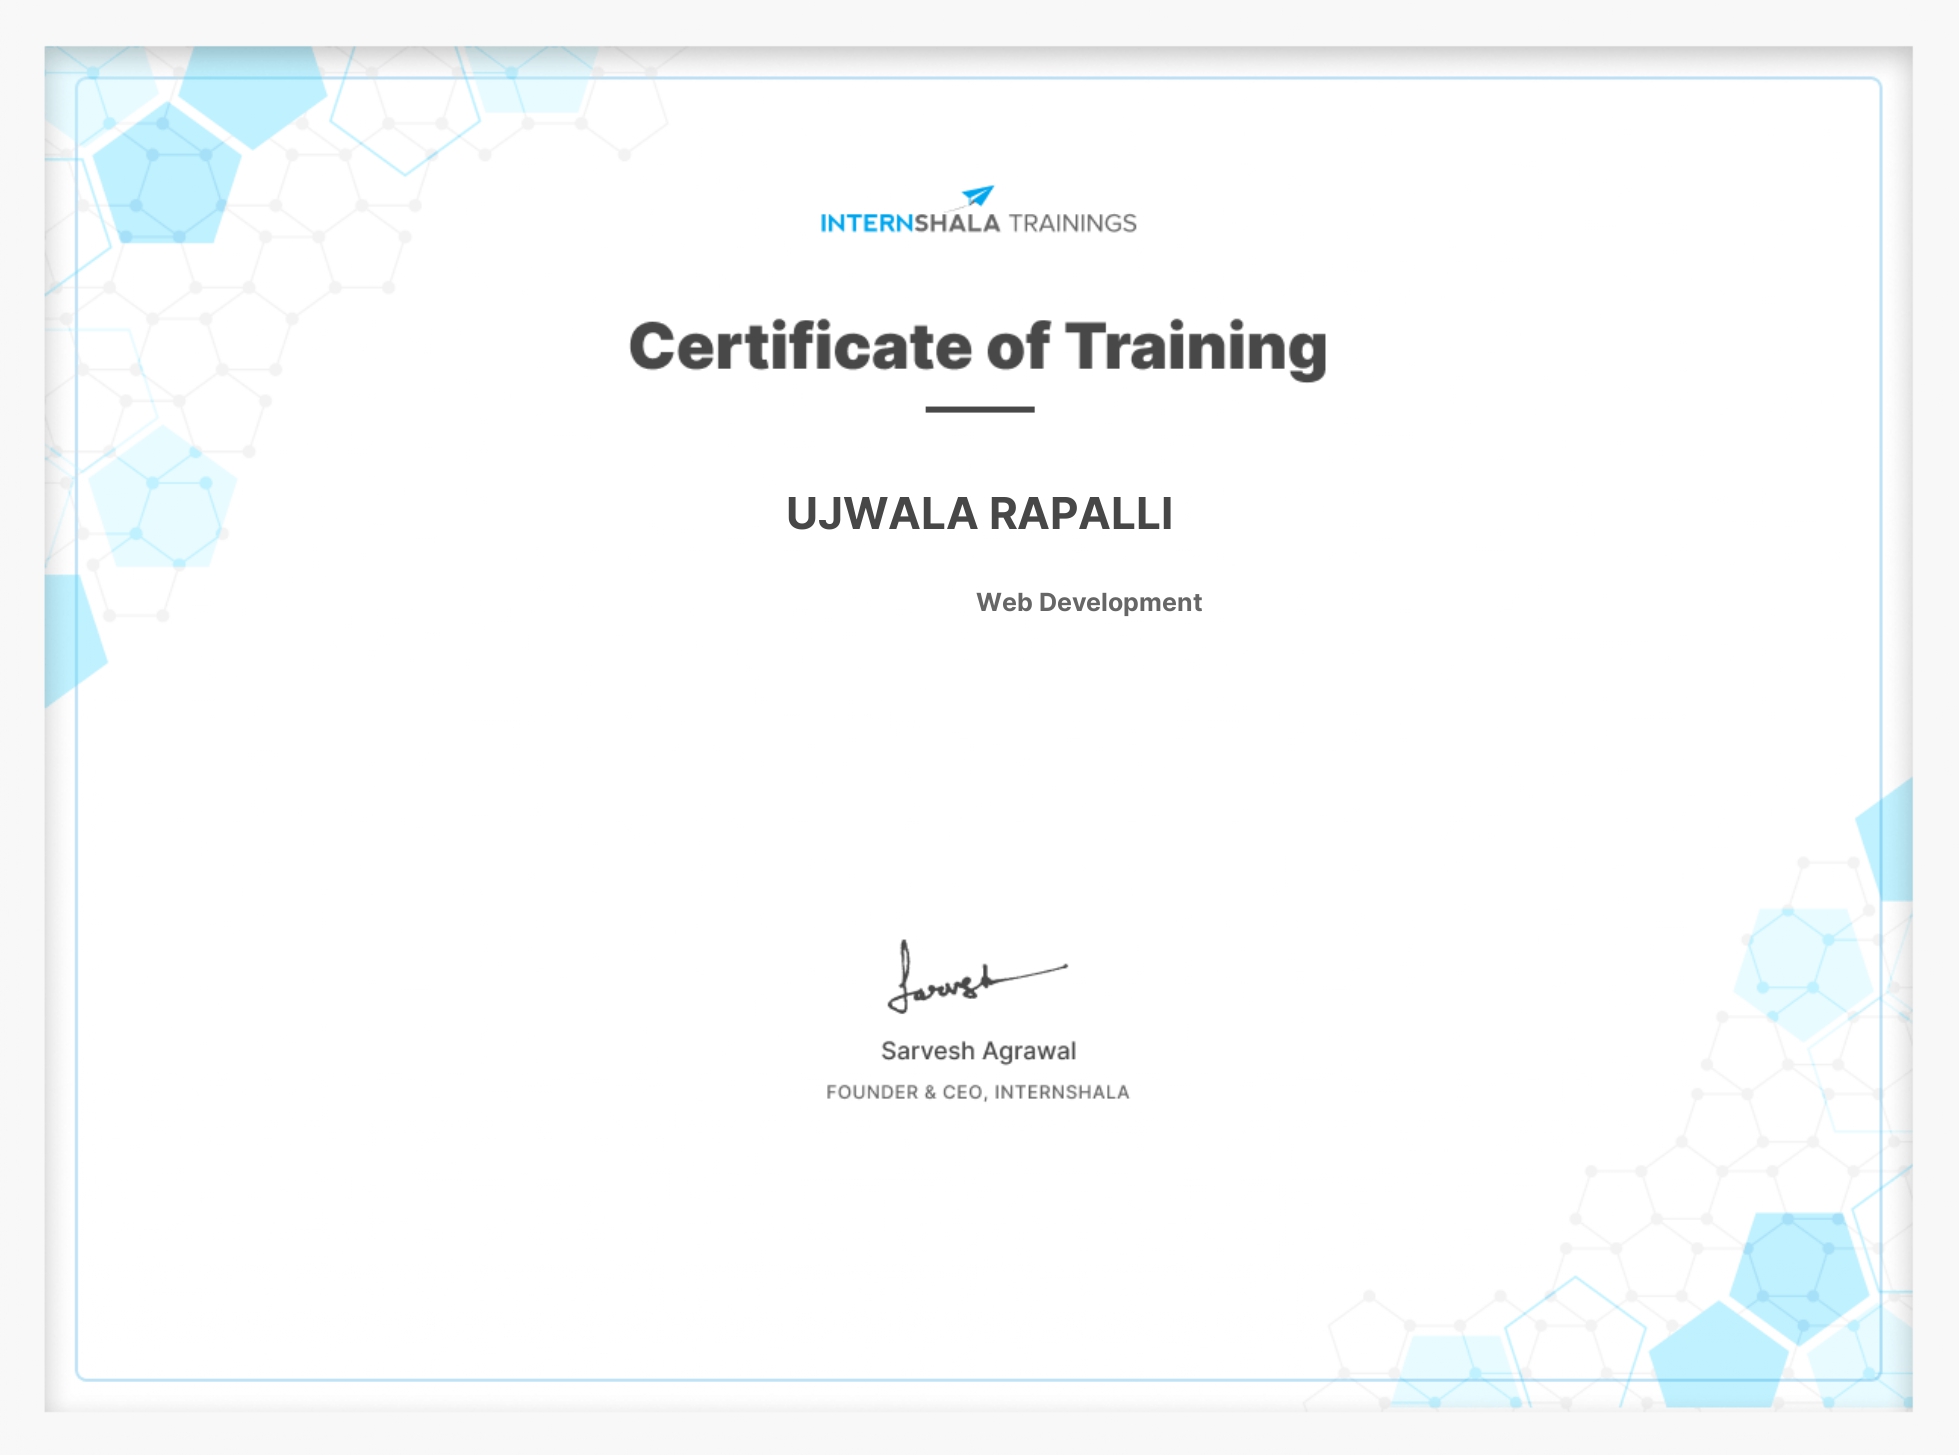 INTERNSHALA TRAININGS
Certificate of Training
UJWALA RAPALLI
Web Development
Sarvesh
Sarvesh Agrawal
FOUNDER & CEO, INTERNSHALA